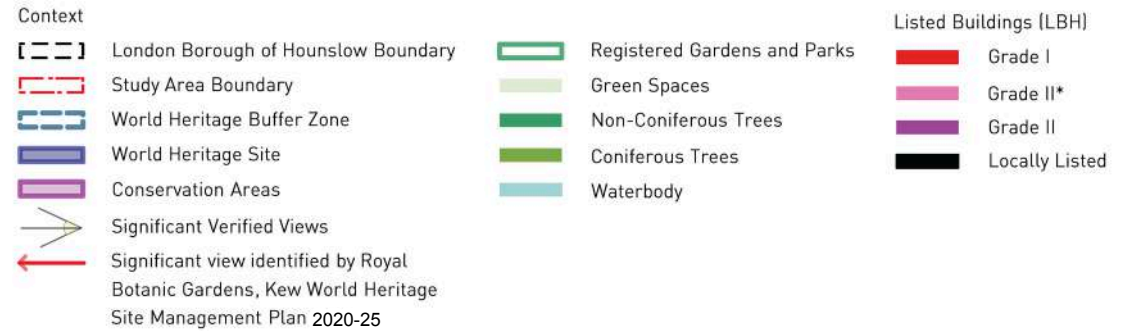 Context
London Borough of Hounslow Boundary
Study Area Boundary
World Heritage Buffer Zone
World Heritage Site
Conservation Areas
Significant Verified Views
Significant view identified by Royal
Botanic Gardens, Kew World Heritage
Site Management Plan 2020-25
Registered Gardens and Parks
Green Spaces
Non-Coniferous Trees
Coniferous Trees
Waterbody
Listed Buildings (LBH)
Grade I
Grade II*
Grade II
Locally Listed